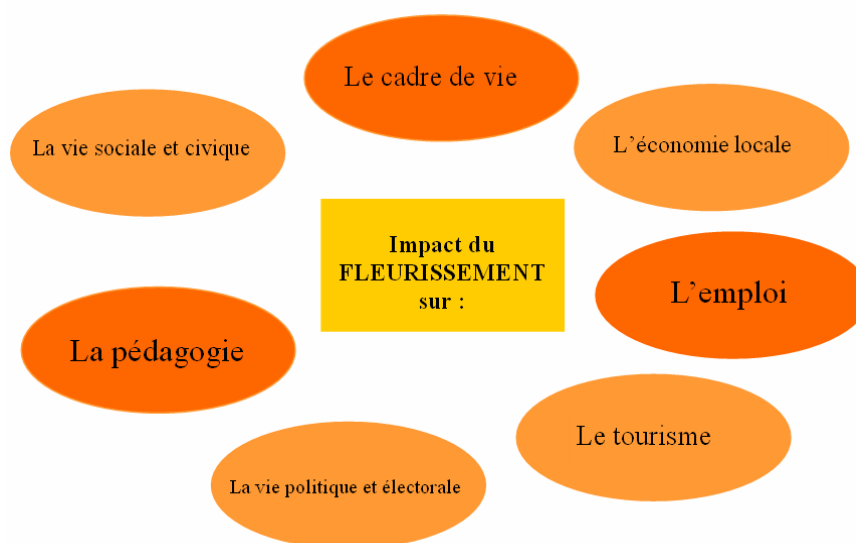 Le cadre de vie
La vie sociale et civique
L'économie locale
Impact du
FLEURISSEMENT
sur :
L'emploi
La pédagogie
Le tourisme
La vie politique et électorale